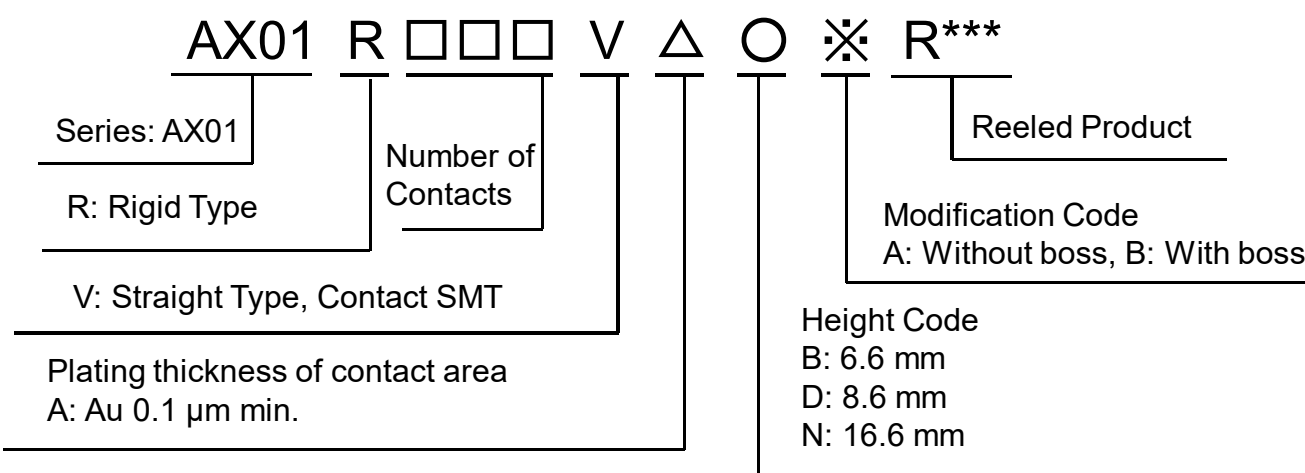 AX01 R □□□ V △ ○ ※ R***
Series: AX01
Reeled Product
Number of
Contacts
R: Rigid Type
Modification Code
A: Without boss, B: With boss
V: Straight Type, Contact SMT
Height Code
B: 6.6 mm
D: 8.6 mm
N: 16.6 mm
Plating thickness of contact area
A: Au 0.1 μm min.